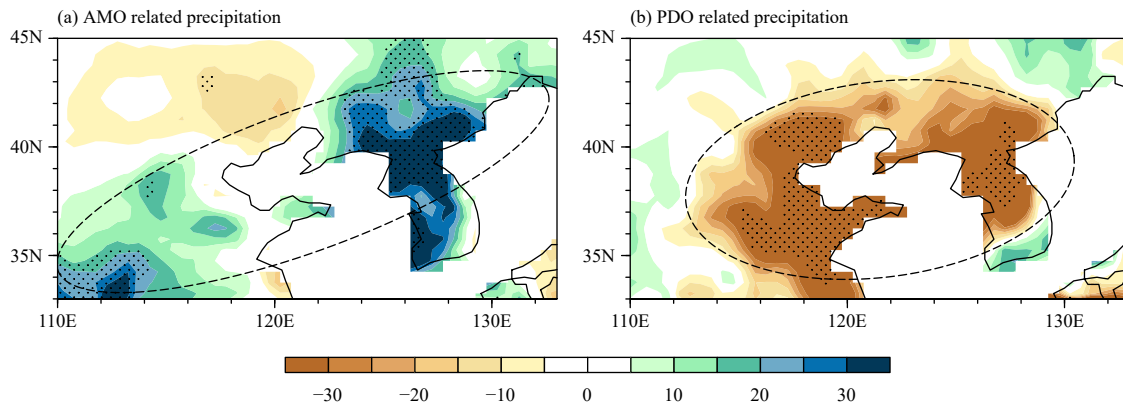 (a) AMO related precipitation
(b) PDO related precipitation
45N
40N
35N
110E 120E 130E
45N
40N
35N
110E 120E 130E
−30 −20 −10 0 10 20 30